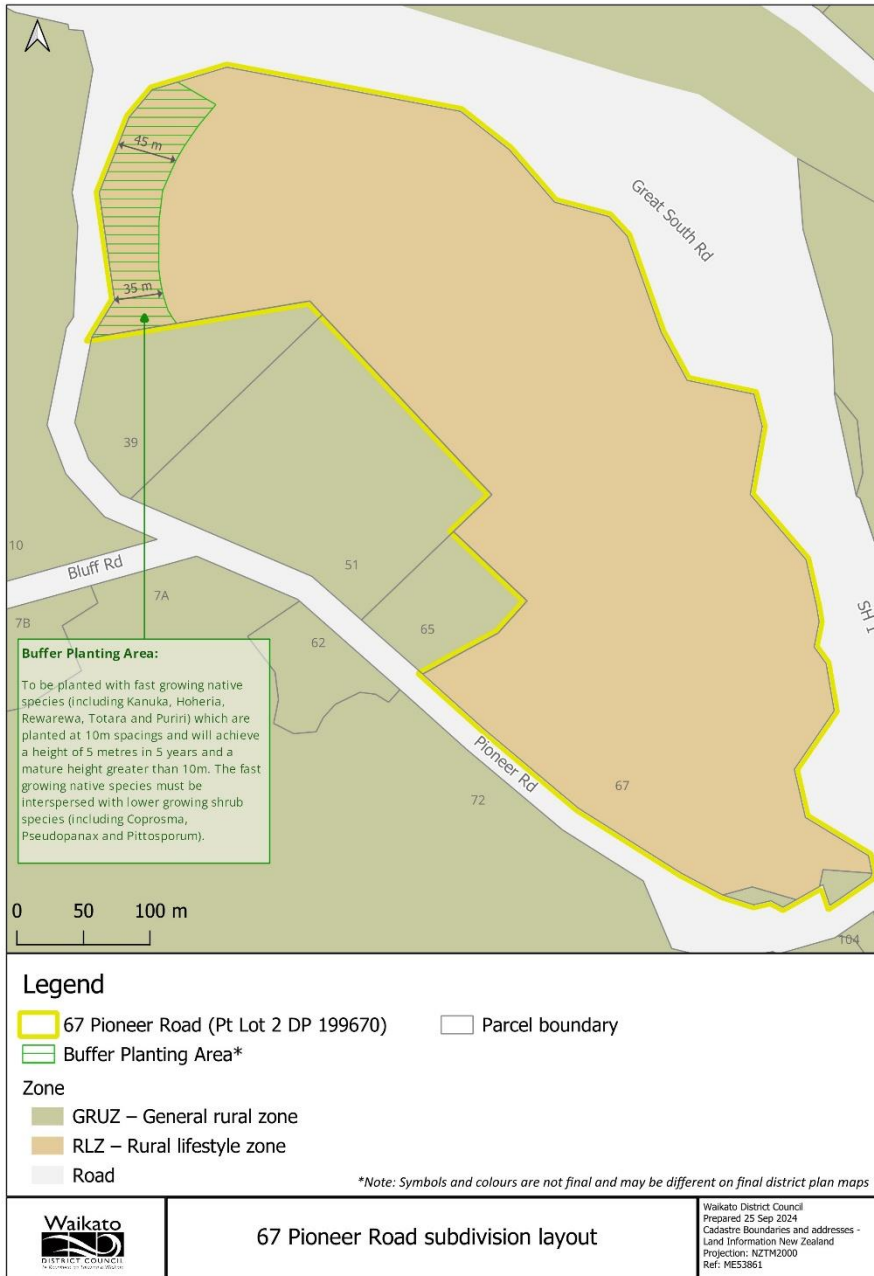 45 m
35 m
Great South Rd
39
10
Bluff Rd
7A
7B
51
62
65
SH 1
Pioneer Rd
67
72
104
Buffer Planting Area:
To be planted with fast growing native
species (including Kanuka, Hoheria,
Rewarewa, Totara and Puriri) which are
planted at 10m spacings and will achieve
a height of 5 metres in 5 years and a
mature height greater than 10m. The fast
growing native species must be
interspersed with lower growing shrub
species (including Coprosma,
Pseudopanax and Pittosporum).
0 50 100 m
Legend
67 Pioneer Road (Pt Lot 2 DP 199670)
Parcel boundary
Buffer Planting Area*
Zone
GRUZ – General rural zone
RLZ – Rural lifestyle zone
Road
*Note: Symbols and colours are not final and may be different on final district plan maps
Waikato
DISTRICT COUNCIL
67 Pioneer Road subdivision layout
Waikato District Council
Prepared 25 Sep 2024
Cadastre Boundaries and addresses -
Land Information New Zealand
Projection: NZTM2000
Ref: ME53861